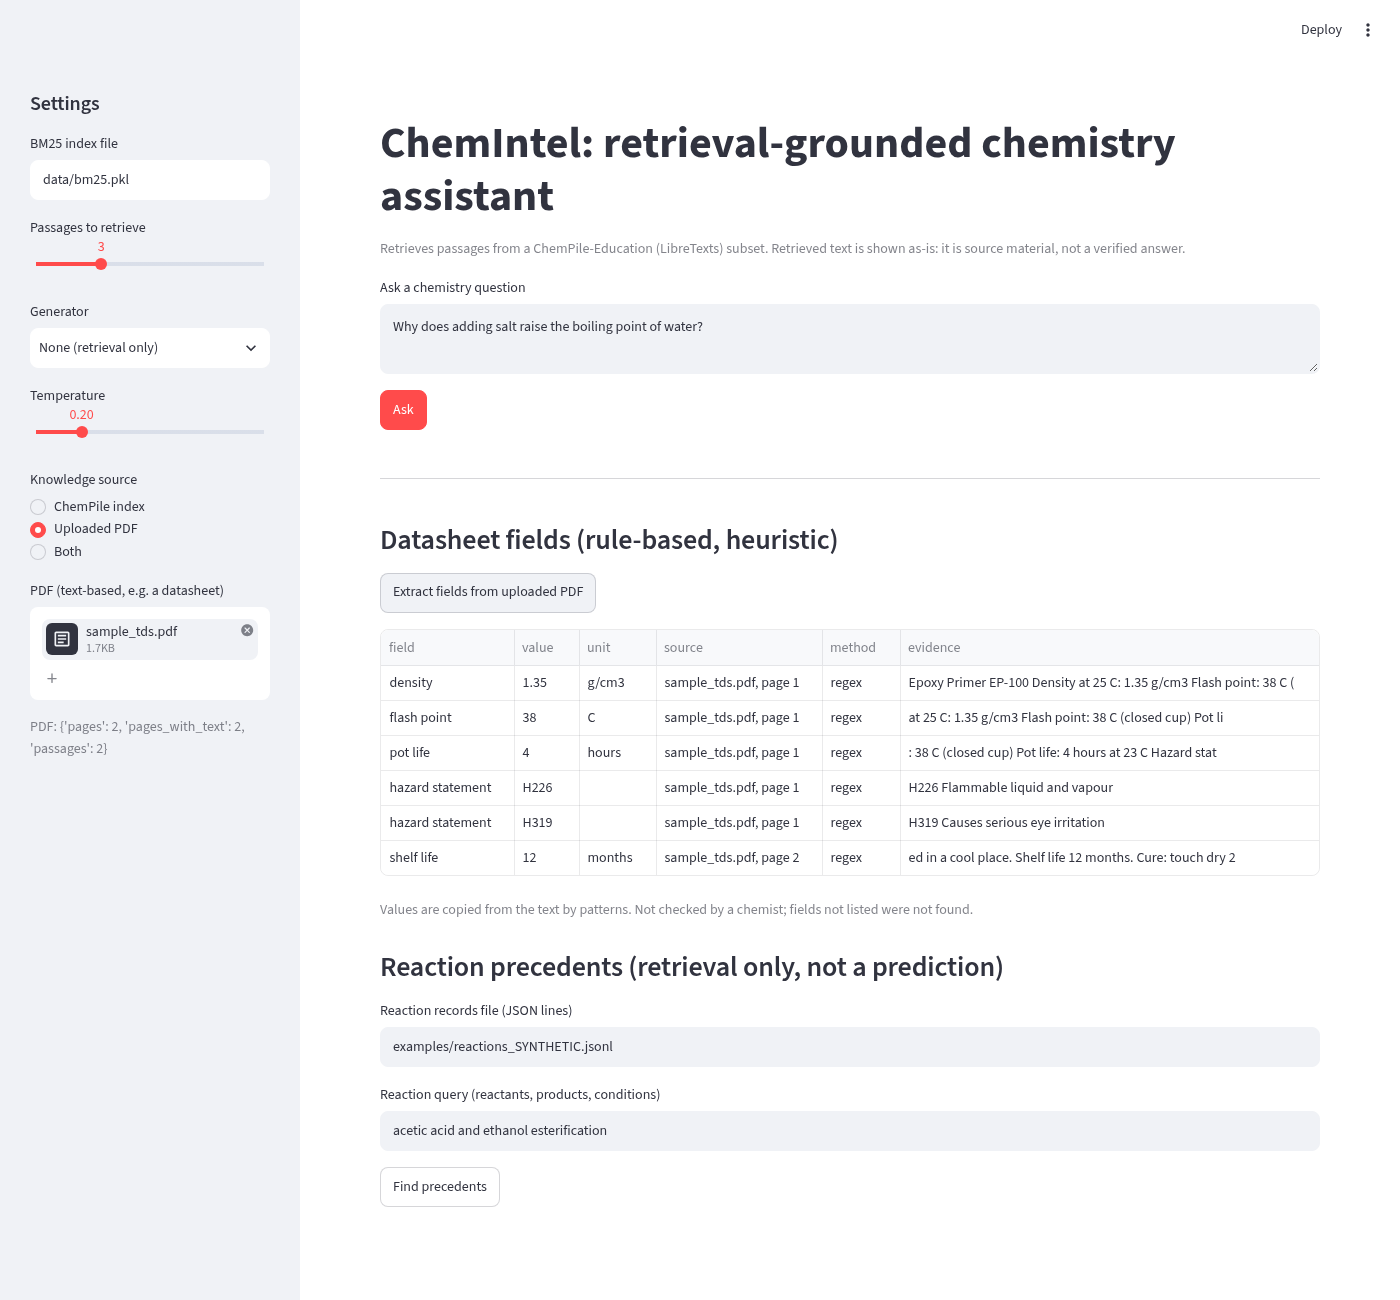 Deploy
Settings
BM25 index file
data/bm25.pkl
Passages to retrieve
3
Generator
None (retrieval only)
Temperature
0.20
Knowledge source
ChemPile index
Uploaded PDF
Both
PDF (text-based, e.g. a datasheet)
sample_tds.pdf
1.7KB
+
PDF: {'pages': 2, 'pages_with_text': 2,
'passages': 2}
ChemIntel: retrieval-grounded chemistry
assistant
Retrieves passages from a ChemPile-Education (LibreTexts) subset. Retrieved text is shown as-is: it is source material, not a verified answer.
Ask a chemistry question
Why does adding salt raise the boiling point of water?
Ask
Datasheet fields (rule-based, heuristic)
Extract fields from uploaded PDF
field value unit source method evidence
density 1.35 g/cm3 sample_tds.pdf, page 1 regex Epoxy Primer EP-100 Density at 25 C: 1.35 g/cm3 Flash point: 38 C (
flash point 38 C sample_tds.pdf, page 1 regex at 25 C: 1.35 g/cm3 Flash point: 38 C (closed cup) Pot li
pot life 4 hours sample_tds.pdf, page 1 regex : 38 C (closed cup) Pot life: 4 hours at 23 C Hazard stat
hazard statement H226 sample_tds.pdf, page 1 regex H226 Flammable liquid and vapour
hazard statement H319 sample_tds.pdf, page 1 regex H319 Causes serious eye irritation
shelf life 12 months sample_tds.pdf, page 2 regex ed in a cool place. Shelf life 12 months. Cure: touch dry 2
Values are copied from the text by patterns. Not checked by a chemist; fields not listed were not found.
Reaction precedents (retrieval only, not a prediction)
Reaction records file (JSON lines)
examples/reactions_SYNTHETIC.jsonl
Reaction query (reactants, products, conditions)
acetic acid and ethanol esterification
Find precedents